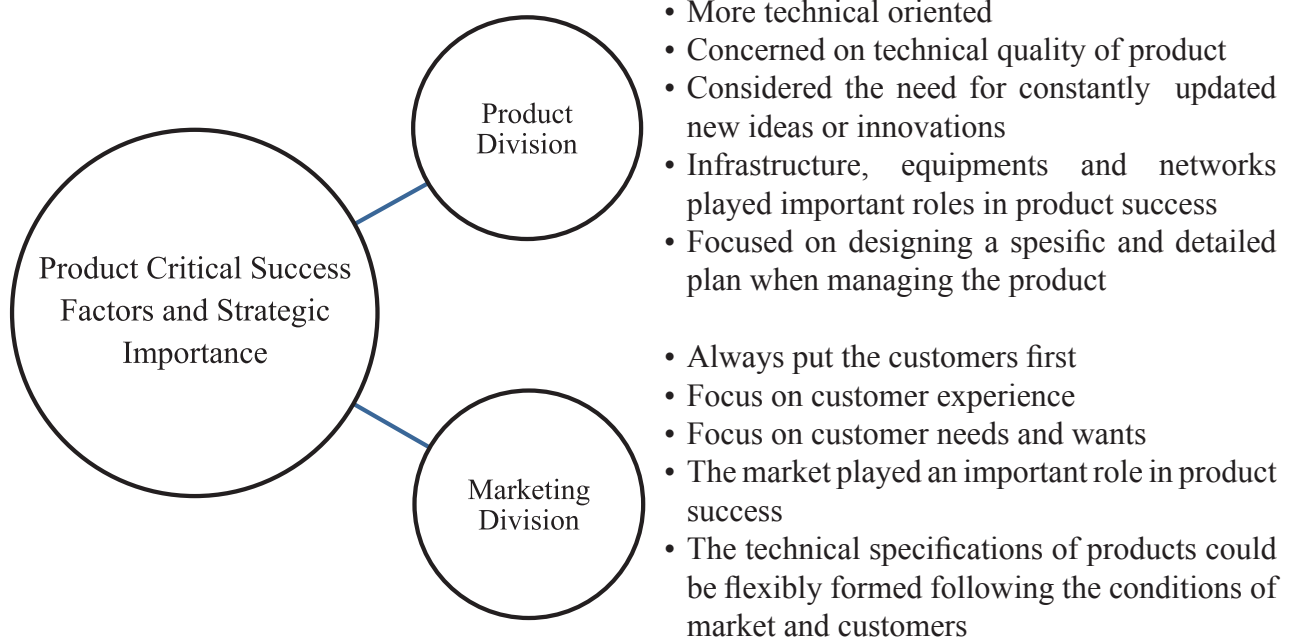 Product Critical Success
Factors and Strategic
Importance
Product
Division
• More technical oriented
• Concerned on technical quality of product
• Considered the need for constantly updated
new ideas or innovations
• Infrastructure, equipments and networks
played important roles in product success
• Focused on designing a spesific and detailed
plan when managing the product
Marketing
Division
• Always put the customers first
• Focus on customer experience
• Focus on customer needs and wants
• The market played an important role in product
success
• The technical specifications of products could
be flexibly formed following the conditions of
market and customers